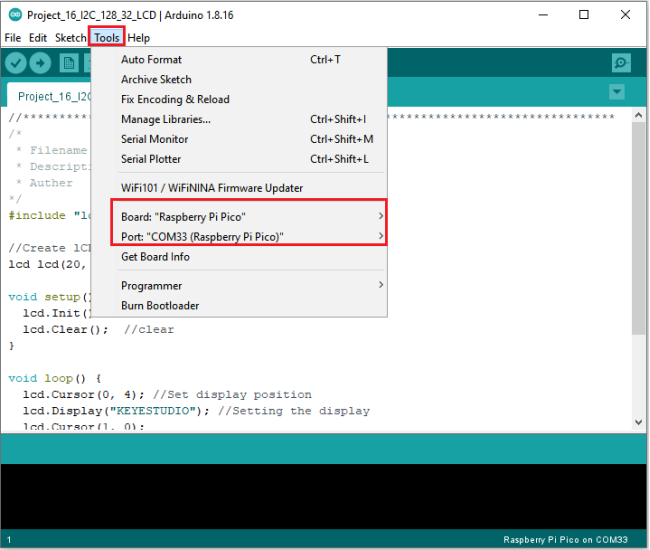 Project_16_I2C_128_32_LCD | Arduino 1.8.16
File Edit Sketch Tools Help
Auto Format Ctrl+T
Archive Sketch
Fix Encoding & Reload
Manage Libraries... Ctrl+Shift+I
Serial Monitor Ctrl+Shift+M
Serial Plotter Ctrl+Shift+L
WiFi101 / WiFiNINA Firmware Updater
Board: "Raspberry Pi Pico"
Port: "COM33 (Raspberry Pi Pico)"
Get Board Info
Programmer
Burn Bootloader
Project_16_I2C
//**********
/*
* Filename
* Descripti
* Auther
*/
#include "lc
//Create lCD
lcd lcd(20,
void setup()
lcd.Init()
lcd.Clear(); //clear
}
void loop() {
lcd.Cursor(0, 4); //Set display position
lcd.Display("KEYESTUDIO"); //Setting the display
lcd.Cursor(1, 0);
1 Raspberry Pi Pico on COM33